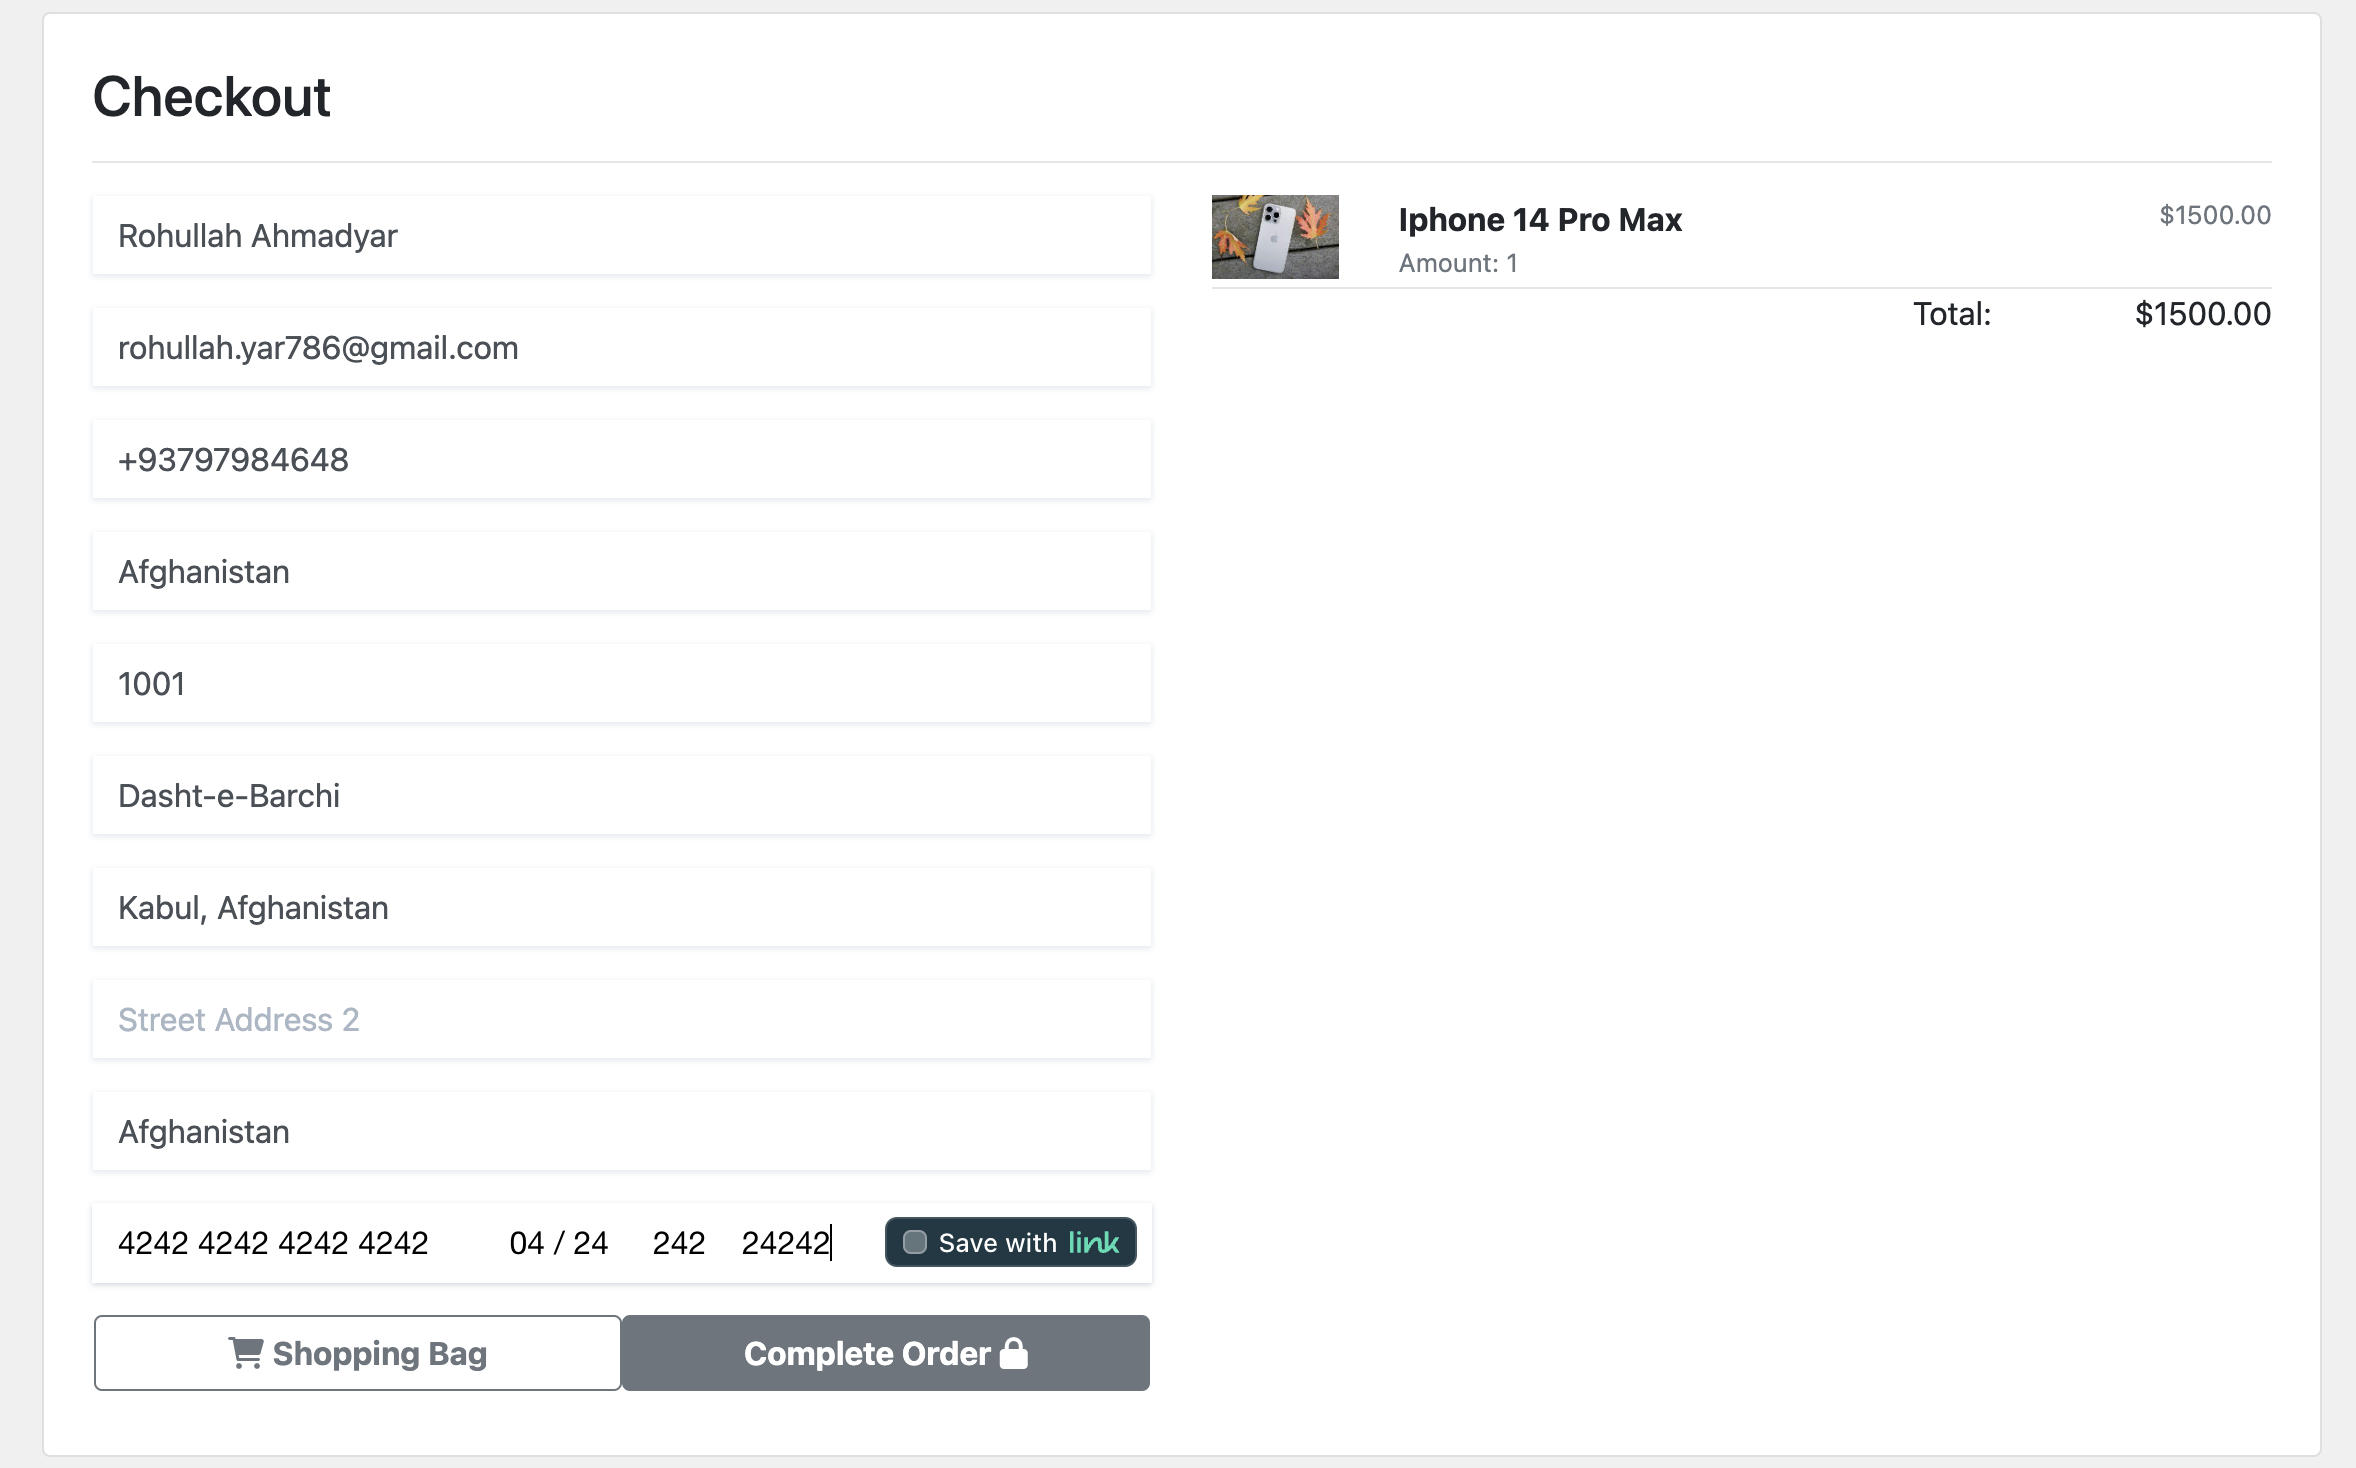 Checkout
Rohullah Ahmadyar
rohullah.yar786@gmail.com
+93797984648
Afghanistan
1001
Dasht-e-Barchi
Kabul, Afghanistan
Street Address 2
Afghanistan
4242 4242 4242 4242 04 / 24 242 24242 Save with link
Shopping Bag Complete Order
Iphone 14 Pro Max $1500.00
Amount: 1
Total: $1500.00